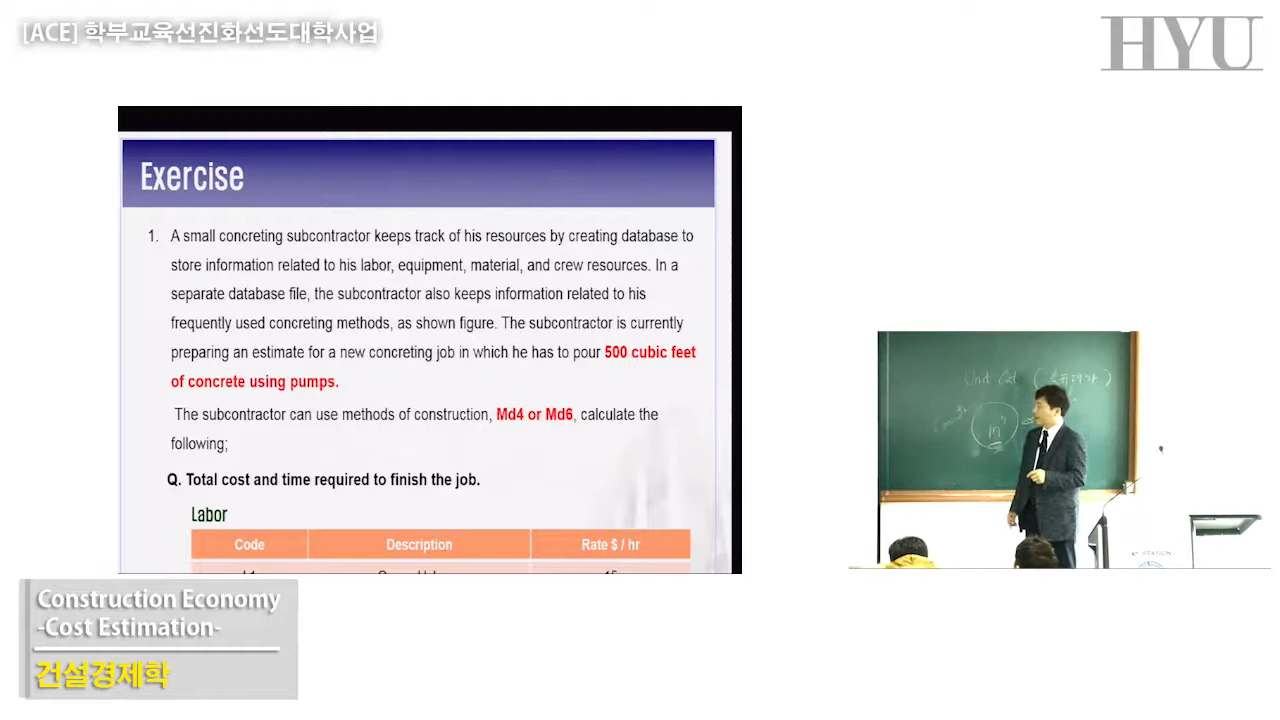 [ACE] 학부교육선진화선도대학사업
HYU
Exercise
1. A small concreting subcontractor keeps track of his resources by creating database to
store information related to his labor, equipment, material, and crew resources. In a
separate database file, the subcontractor also keeps information related to his
frequently used concreting methods, as shown figure. The subcontractor is currently
preparing an estimate for a new concreting job in which he has to pour 500 cubic feet
of concrete using pumps.
The subcontractor can use methods of construction, Md4 or Md6, calculate the
following;
Q. Total cost and time required to finish the job.
Labor
Code Description Rate $ / hr
Unit Cost
Construction Economy
-Cost Estimation-
건설경제학